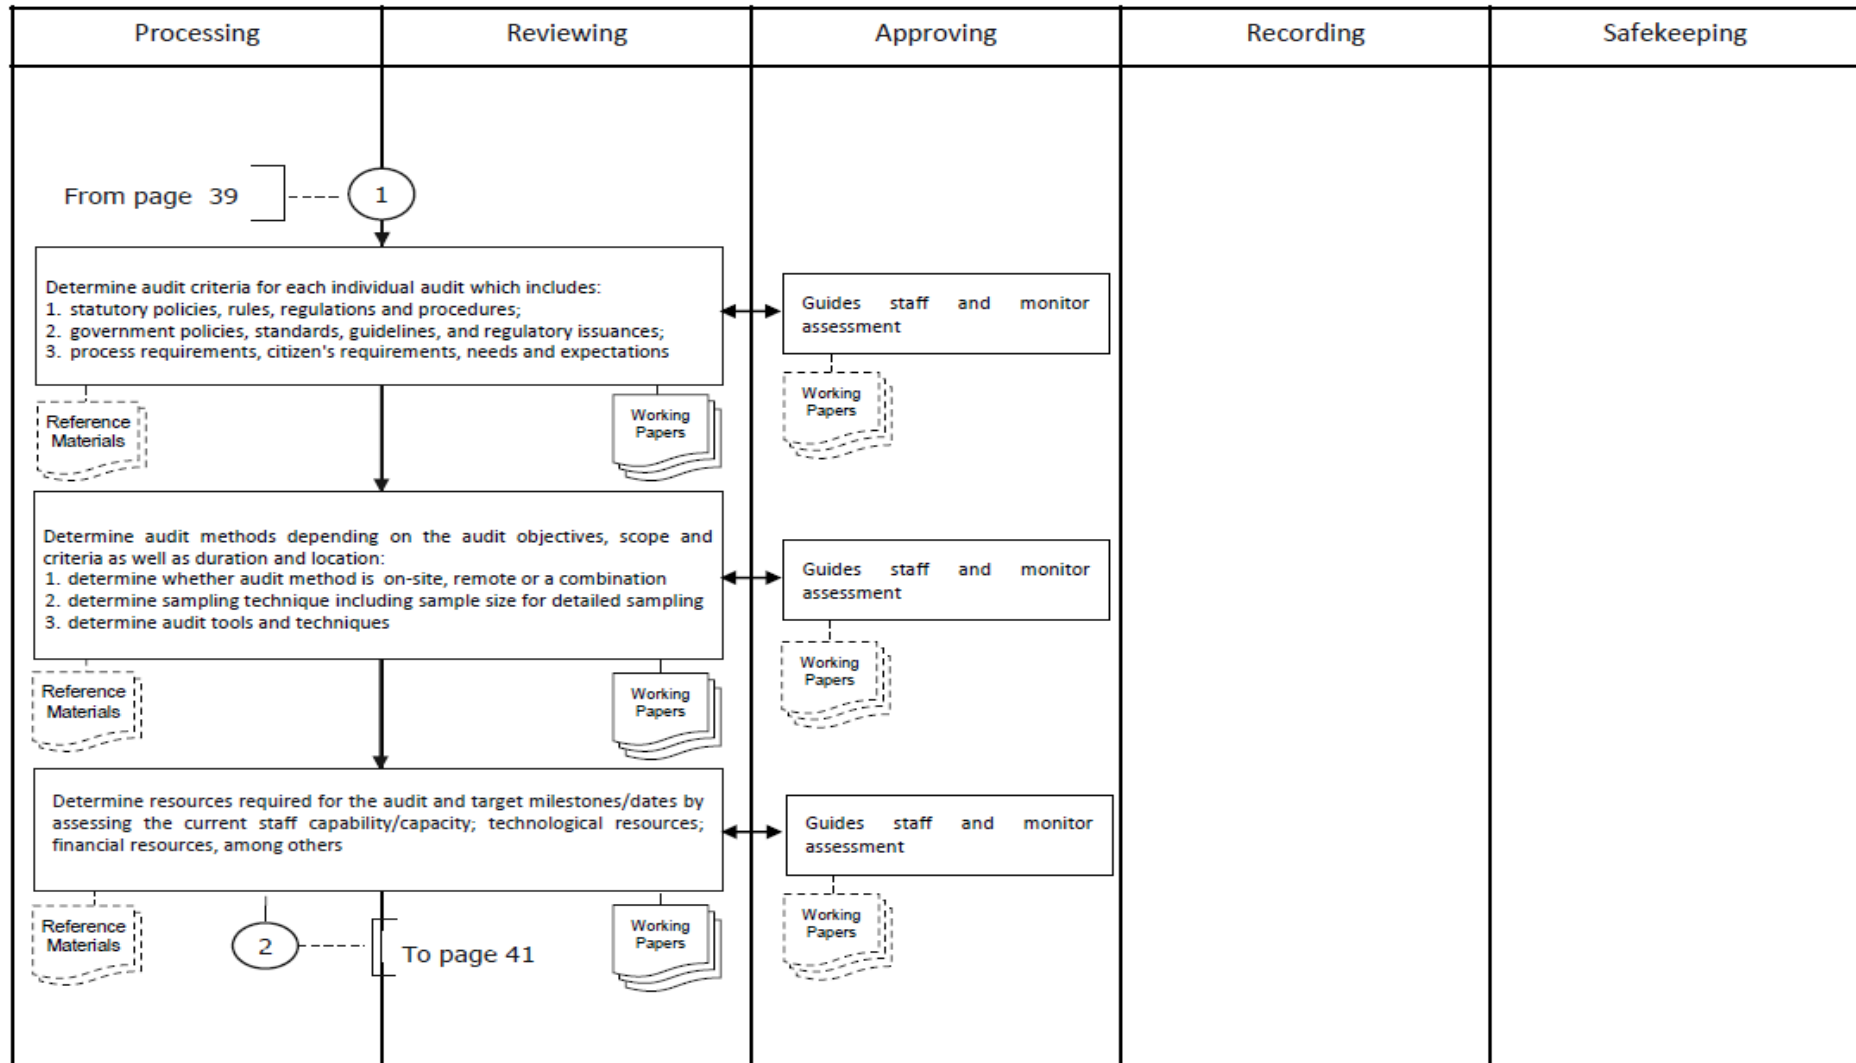 Processing
Reviewing
Approving
Recording
Safekeeping
From page 39
1
Determine audit criteria for each individual audit which includes:
1. statutory policies, rules, regulations and procedures;
2. government policies, standards, guidelines, and regulatory issuances;
3. process requirements, citizen's requirements, needs and expectations
Guides staff and monitor
assessment
Reference
Materials
Working
Papers
Working
Papers
Determine audit methods depending on the audit objectives, scope and
criteria as well as duration and location:
1. determine whether audit method is on-site, remote or a combination
2. determine sampling technique including sample size for detailed sampling
3. determine audit tools and techniques
Guides staff and monitor
assessment
Reference
Materials
Working
Papers
Working
Papers
Determine resources required for the audit and target milestones/dates by
assessing the current staff capability/capacity; technological resources;
financial resources, among others
Guides staff and monitor
assessment
Reference
Materials
2
To page 41
Working
Papers
Working
Papers